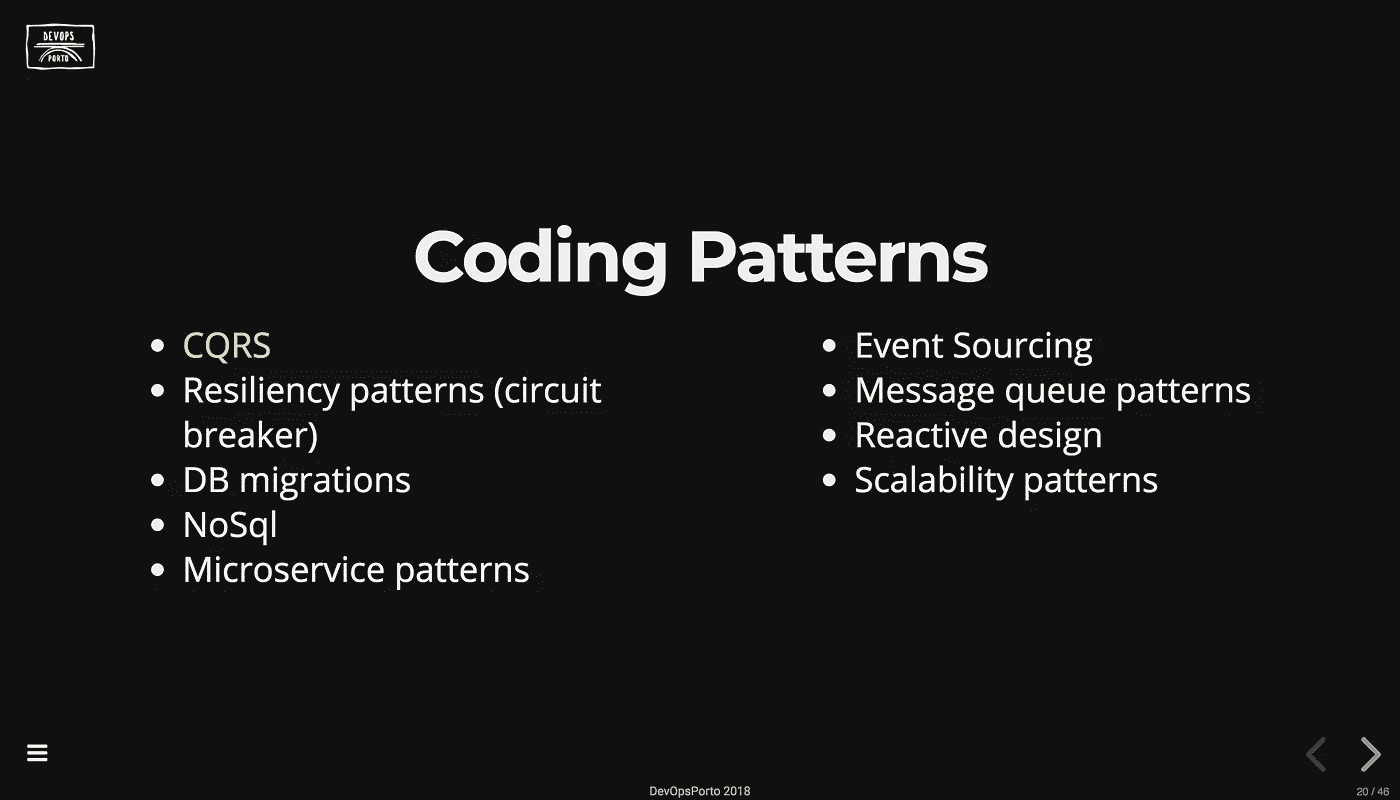 DEVOPS
PORTO
Coding Patterns
CQRS
Resiliency patterns (circuit
breaker)
DB migrations
NoSql
Microservice patterns
Event Sourcing
Message queue patterns
Reactive design
Scalability patterns
DevOpsPorto 2018
20 / 46